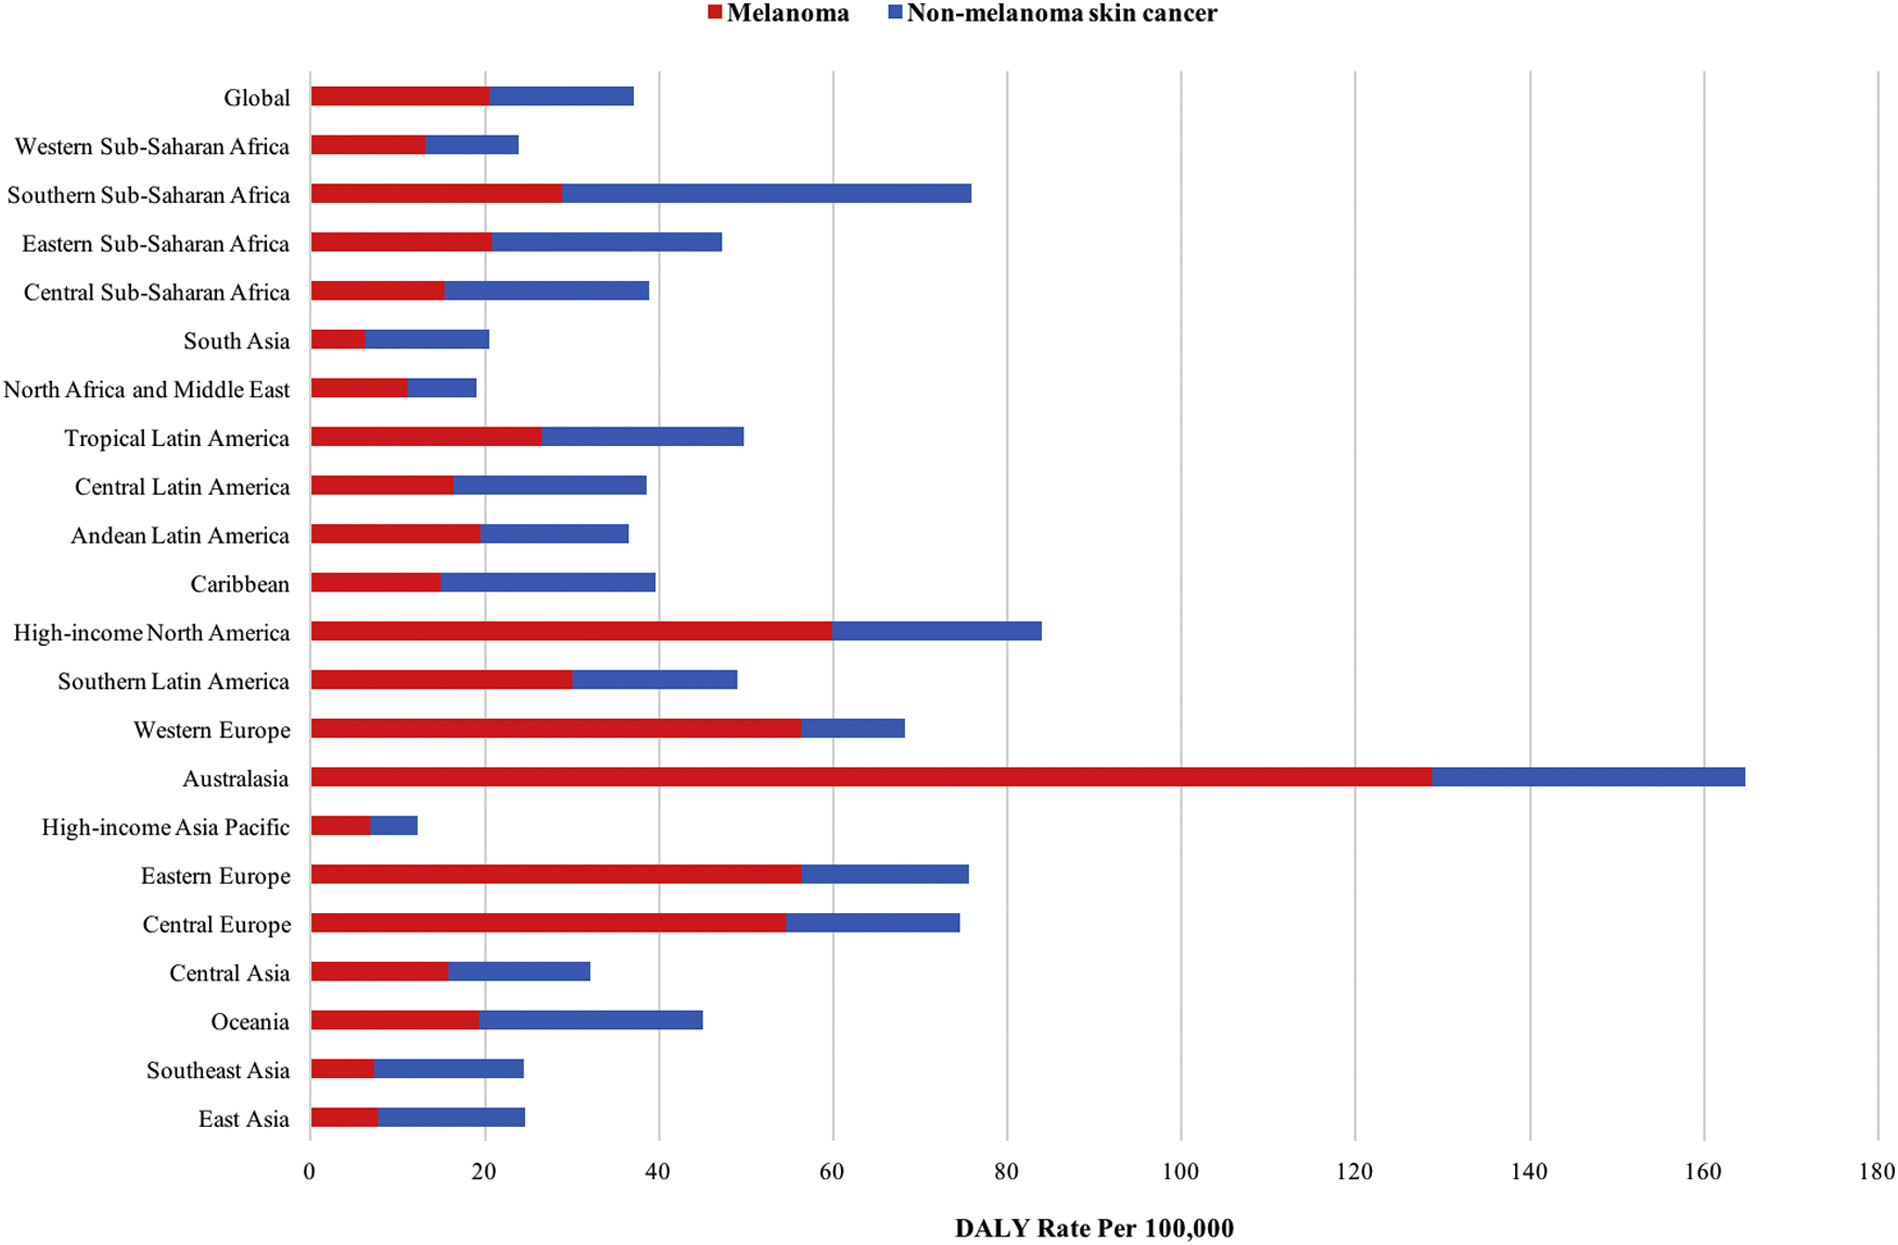 Melanoma Non-melanoma skin cancer
Global
Western Sub-Saharan Africa
Southern Sub-Saharan Africa
Eastern Sub-Saharan Africa
Central Sub-Saharan Africa
South Asia
North Africa and Middle East
Tropical Latin America
Central Latin America
Andean Latin America
Caribbean
High-income North America
Southern Latin America
Western Europe
Australasia
High-income Asia Pacific
Eastern Europe
Central Europe
Central Asia
Oceania
Southeast Asia
East Asia
0 20 40 60 80 100 120 140 160 180
DALY Rate Per 100,000